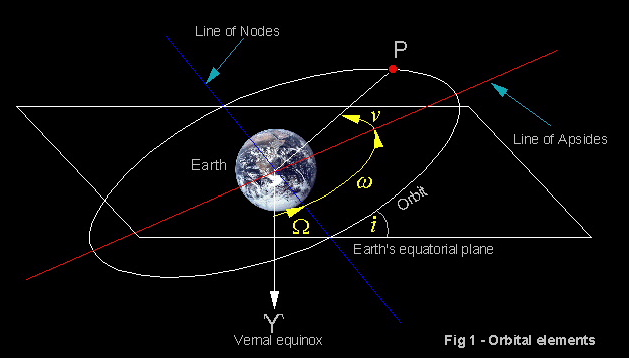 Line of Nodes
P
ν
Line of Apsides
Earth
ω
Orbit
Ω
i
Earth's equatorial plane
♈
Vernal equinox
Fig 1 - Orbital elements